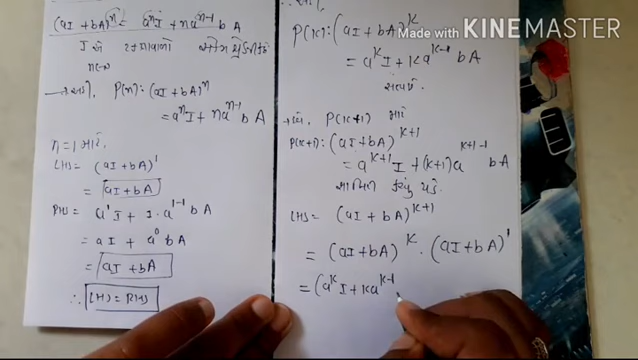 (aI + bA)ⁿ = aⁿI + naⁿ⁻¹ bA
I એ
n∈N
P(n): (aI + bA)ⁿ
= aⁿI + naⁿ⁻¹ bA
n = 1 માટે
LHS = (aI + bA)¹
= aI + bA
RHS = a¹I + 1·a¹⁻¹ bA
= aI + a⁰ bA
= aI + bA
∴ LHS = RHS
P(k): (aI + bA)ᵏ
= aᵏI + kaᵏ⁻¹ bA
સત્ય છે.
P(k+1) માટે
P(k+1): (aI + bA)ᵏ⁺¹
= aᵏ⁺¹I + (k+1)aᵏ⁺¹⁻¹ bA
સાબિત કરવું પડે.
LHS = (aI + bA)ᵏ⁺¹
= (aI + bA)ᵏ · (aI + bA)¹
= (aᵏI + kaᵏ⁻¹
Made with KINEMASTER